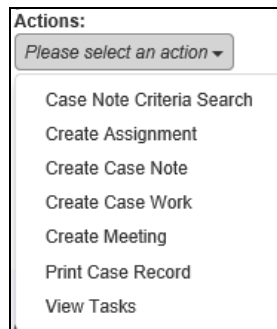 Actions:
Please select an action
Case Note Criteria Search
Create Assignment
Create Case Note
Create Case Work
Create Meeting
Print Case Record
View Tasks